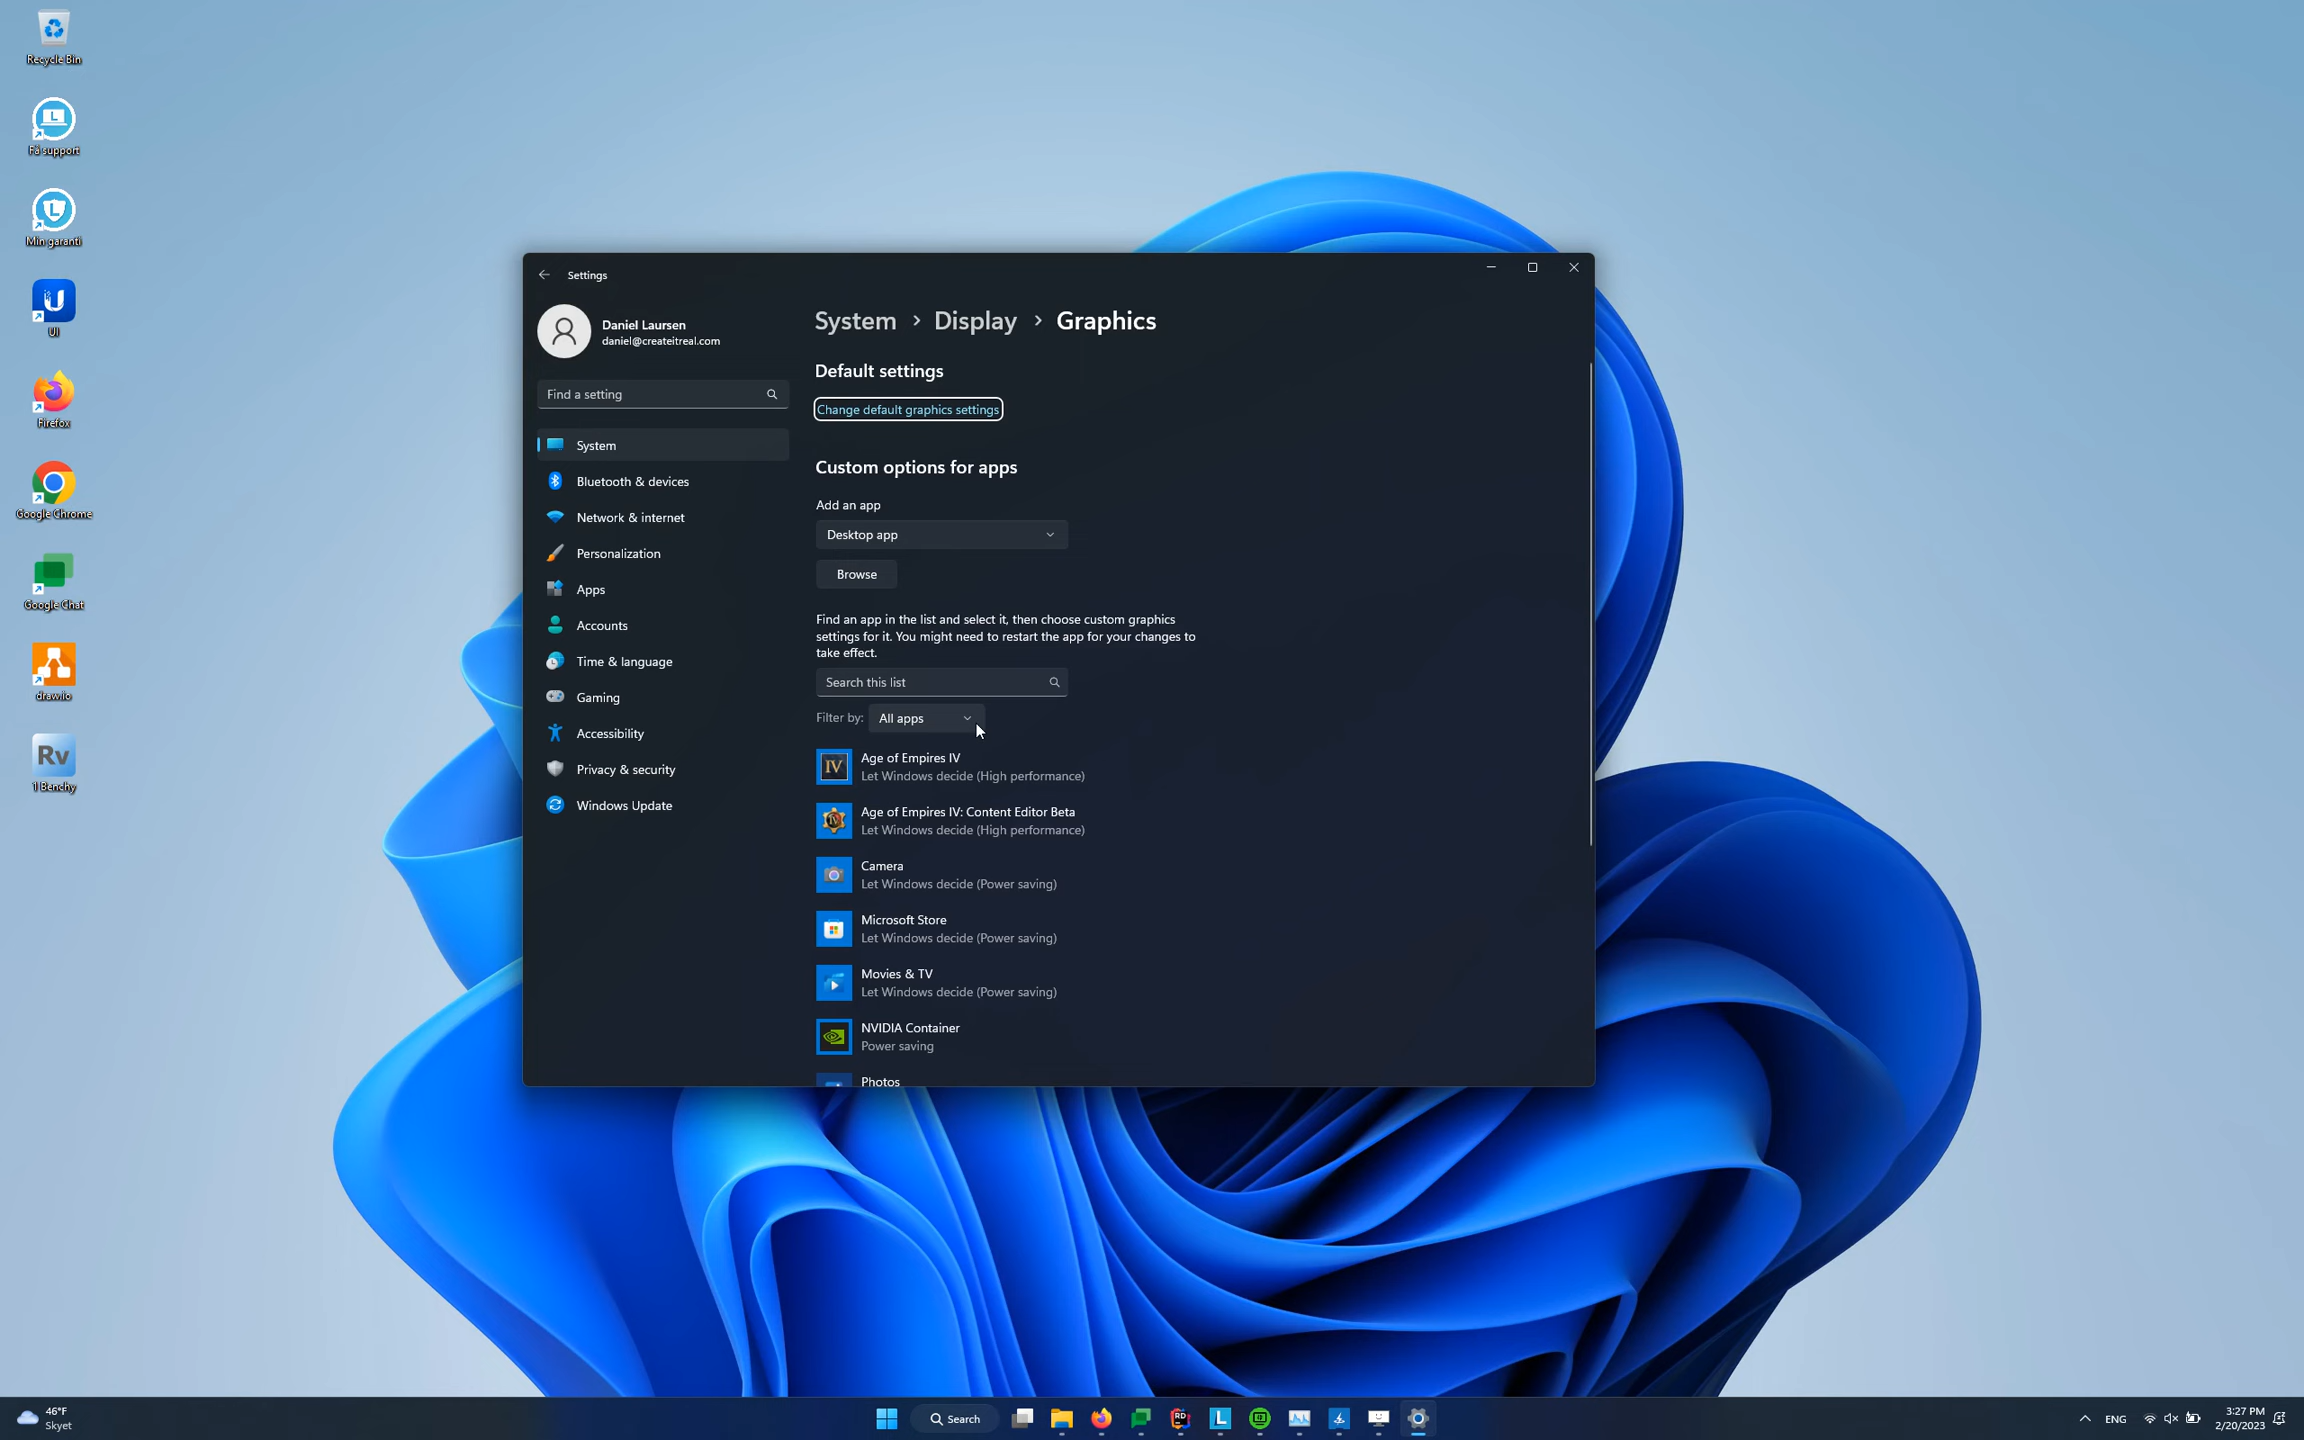 Recycle Bin
Få support
Min garanti
UI
Firefox
Google Chrome
Google Chat
draw.io
Rv
1 Benchy
Settings
Daniel Laursen
daniel@createitreal.com
Find a setting
System
Bluetooth & devices
Network & internet
Personalization
Apps
Accounts
Time & language
Gaming
Accessibility
Privacy & security
Windows Update
System > Display > Graphics
Default settings
Change default graphics settings
Custom options for apps
Add an app
Desktop app
Browse
Find an app in the list and select it, then choose custom graphics
settings for it. You might need to restart the app for your changes to
take effect.
Search this list
Filter by: All apps
IV
Age of Empires IV
Let Windows decide (High performance)
Age of Empires IV: Content Editor Beta
Let Windows decide (High performance)
Camera
Let Windows decide (Power saving)
Microsoft Store
Let Windows decide (Power saving)
Movies & TV
Let Windows decide (Power saving)
NVIDIA Container
Power saving
Photos
46°F
Skyet
Search
RD
L
ENG
3:27 PM
2/20/2023